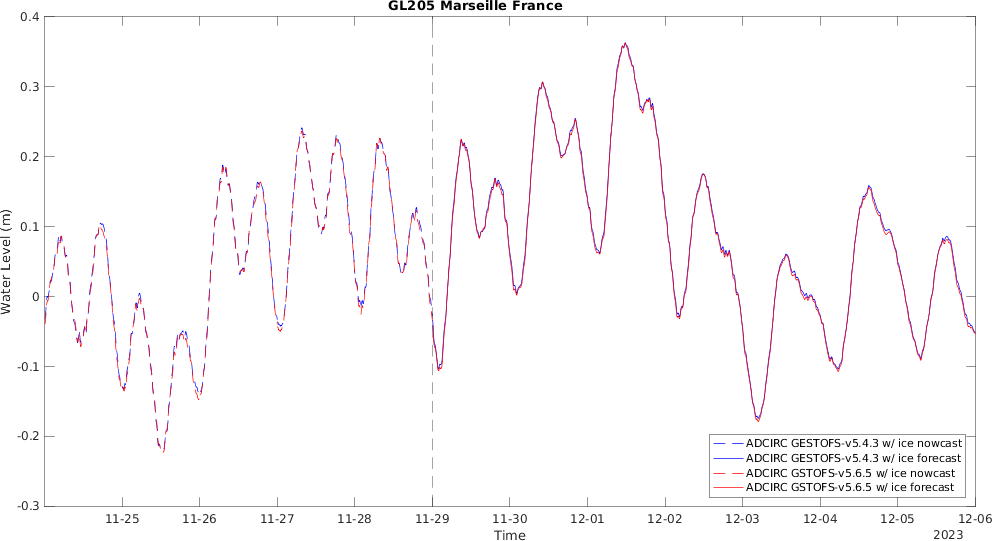 GL205 Marseille France
0.4
0.3
0.2
0.1
0
-0.1
-0.2
-0.3
Water Level (m)
ADCIRC GESTOFS-v5.4.3 w/ ice nowcast
ADCIRC GESTOFS-v5.4.3 w/ ice forecast
ADCIRC GSTOFS-v5.6.5 w/ ice nowcast
ADCIRC GSTOFS-v5.6.5 w/ ice forecast
11-25 11-26 11-27 11-28 11-29 11-30 12-01 12-02 12-03 12-04 12-05 12-06
Time
2023